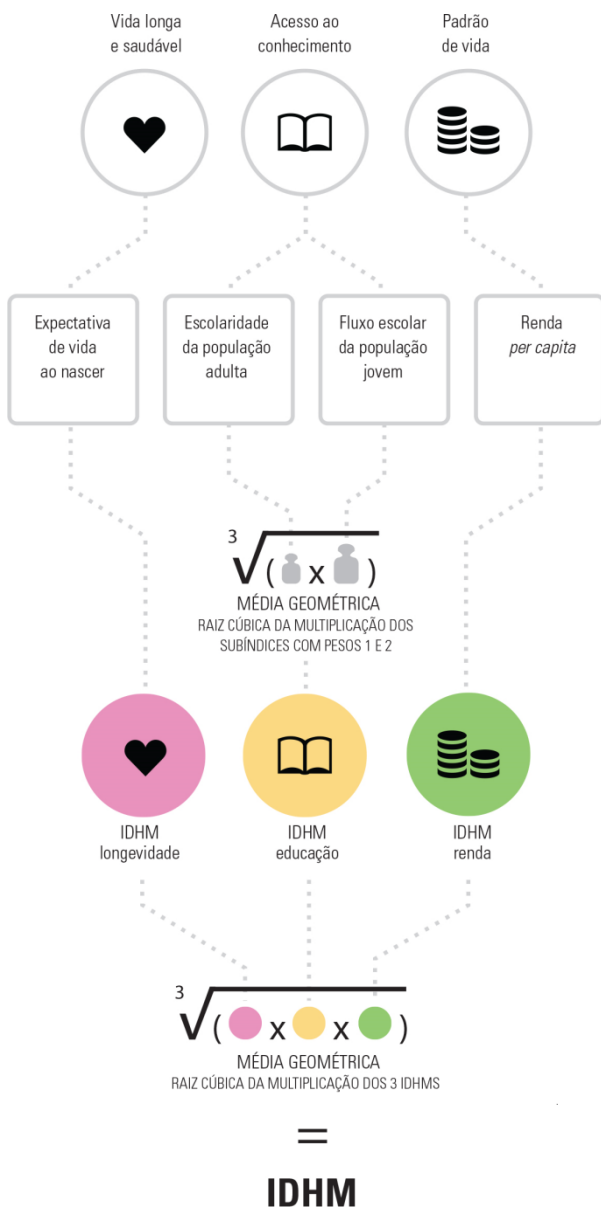 Vida longa
e saudável
Acesso ao
conhecimento
Padrão
de vida
Expectativa
de vida
ao nascer
Escolaridade
da população
adulta
Fluxo escolar
da população
jovem
Renda
per capita
3
√( x )
MÉDIA GEOMÉTRICA
RAIZ CÚBICA DA MULTIPLICAÇÃO DOS
SUBÍNDICES COM PESOS 1 E 2
IDHM
longevidade
IDHM
educação
IDHM
renda
3
√( x x )
MÉDIA GEOMÉTRICA
RAIZ CÚBICA DA MULTIPLICAÇÃO DOS 3 IDHMS
=
IDHM